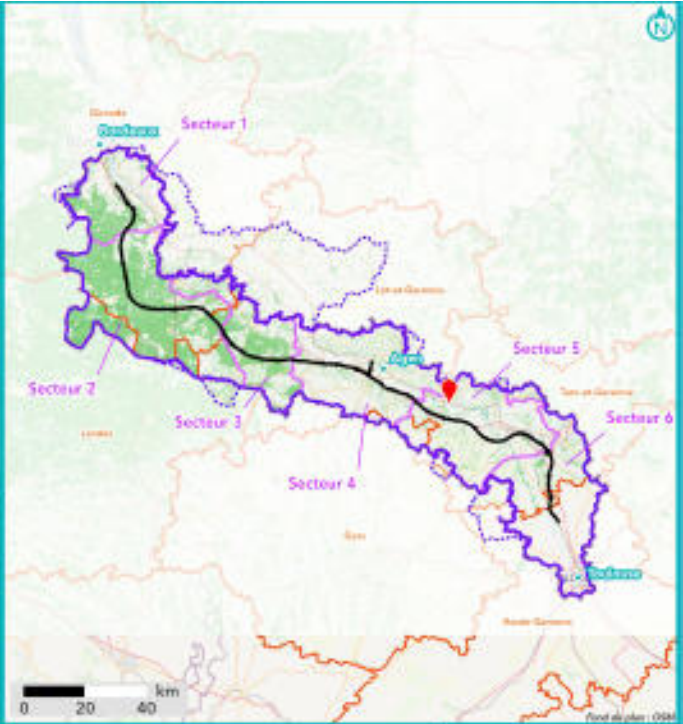 N
Gironde
Bordeaux
Secteur 1
Lot-et-Garonne
Secteur 5
Agen
Tarn-et-Garonne
Secteur 2
Secteur 6
Secteur 3
Landes
Secteur 4
Gers
Toulouse
Haute-Garonne
km
0 20 40
Fond de plan : OSM